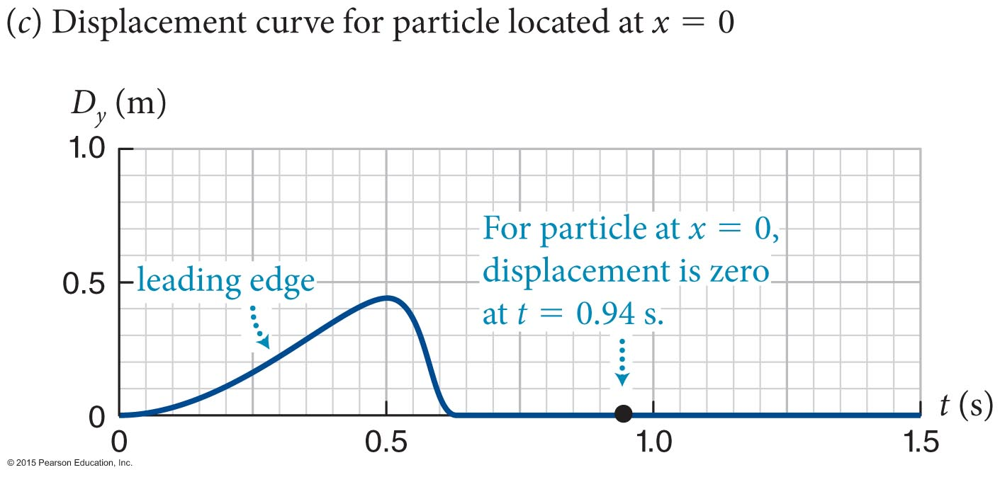 (c) Displacement curve for particle located at x = 0
Dy (m)
1.0
For particle at x = 0,
displacement is zero
at t = 0.94 s.
0.5
leading edge
0
t (s)
0
0.5
1.0
1.5
© 2015 Pearson Education, Inc.